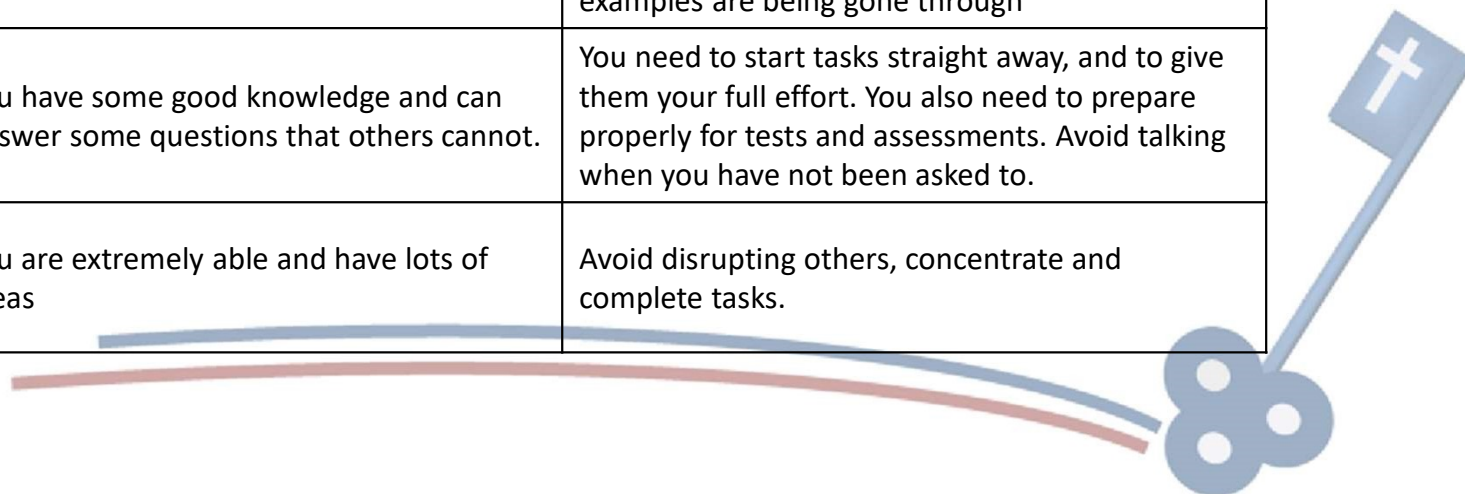 examples are being gone through
u have some good knowledge and can
swer some questions that others cannot.
You need to start tasks straight away, and to give
them your full effort. You also need to prepare
properly for tests and assessments. Avoid talking
when you have not been asked to.
u are extremely able and have lots of
eas
Avoid disrupting others, concentrate and
complete tasks.